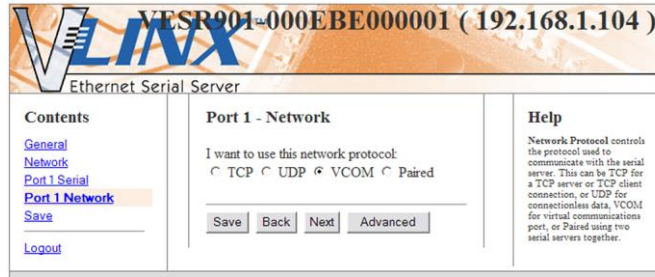 VESR901-000EBE000001 ( 192.168.1.104 )
VLINX
Ethernet Serial Server
Contents
General
Network
Port 1 Serial
Port 1 Network
Save
Logout
Port 1 - Network
I want to use this network protocol:
TCP UDP VCOM Paired
Save Back Next Advanced
Help
Network Protocol controls
the protocol used to
communicate with the serial
server. This can be TCP for
a TCP server or TCP client
connection, or UDP for
connectionless data, VCOM
for virtual communications
port, or Paired using two
serial servers together.